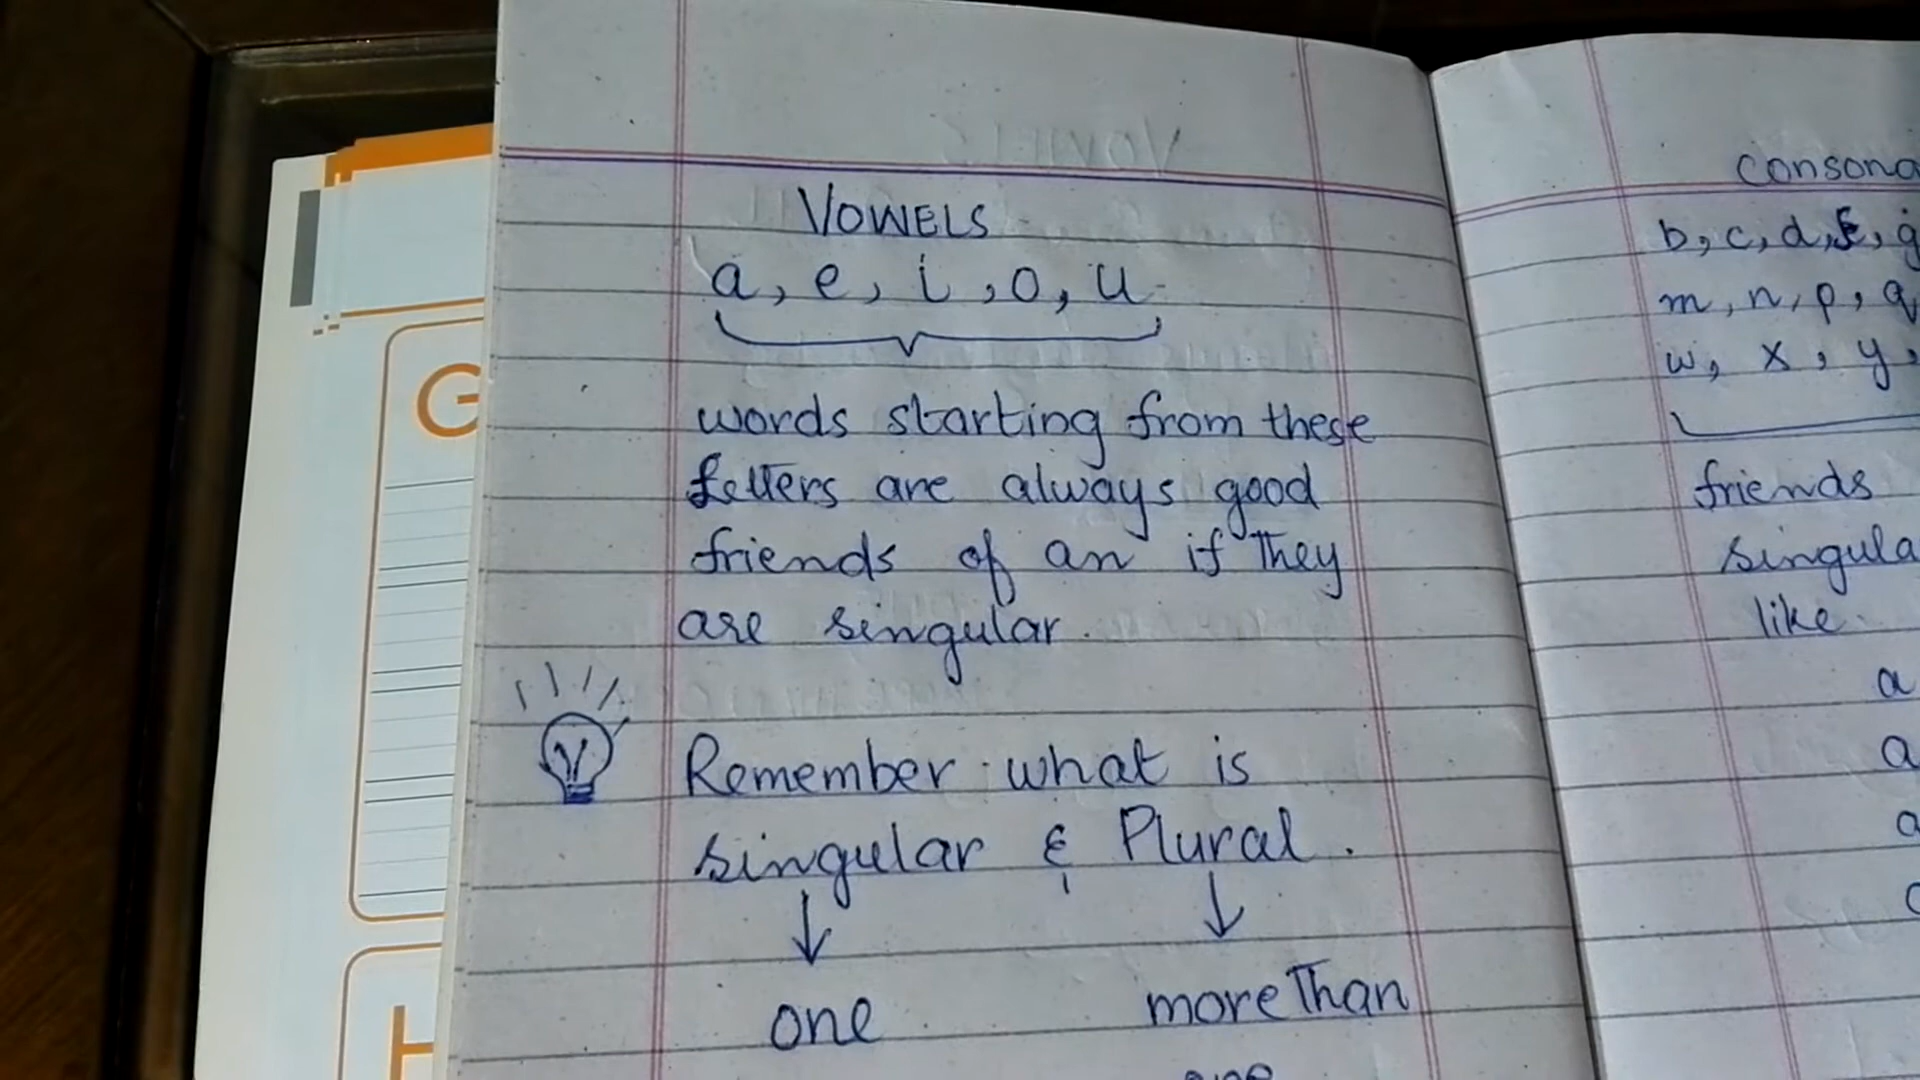 VOWELS
a, e, i, o, u
words starting from these
letters are always good
friends of an if they
are singular.
Remember what is
singular & Plural.
one
more Than
one
Consona
b, c, d, f, g
m, n, p, q
w, x, y,
friends
singula
like
a
a
a
G
H